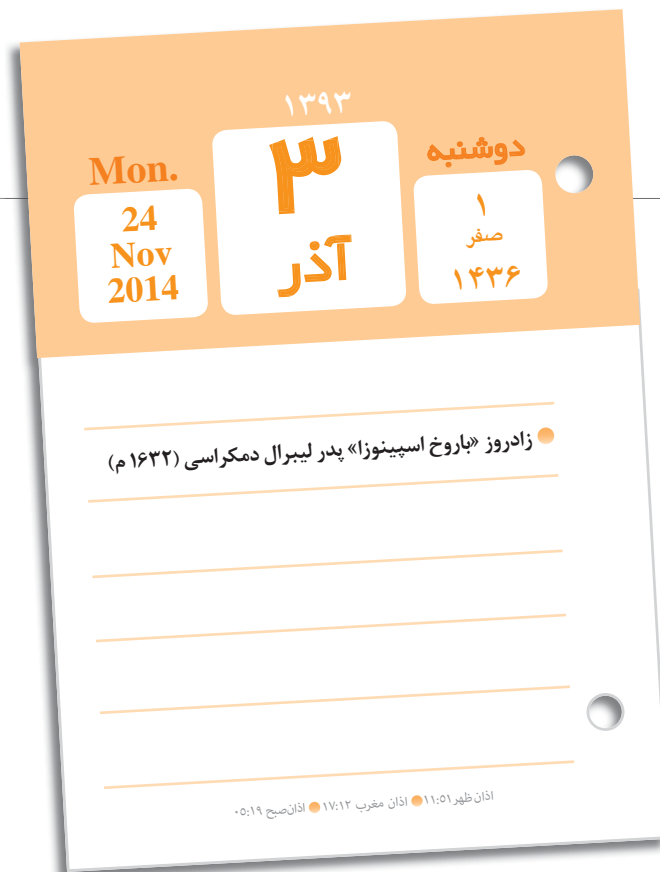 ۱۳۹۳
دوشنبه
۱
صفر
۱۴۳۶
۳
آذر
Mon.
24
Nov
2014
زادروز «باروخ اسپینوزا» پدر لیبرال دمکراسی (۱۶۳۲ م)
اذان ظهر ۱۱:۵۱ اذان مغرب ۱۷:۱۲ اذان‌صبح ۰۵:۱۹